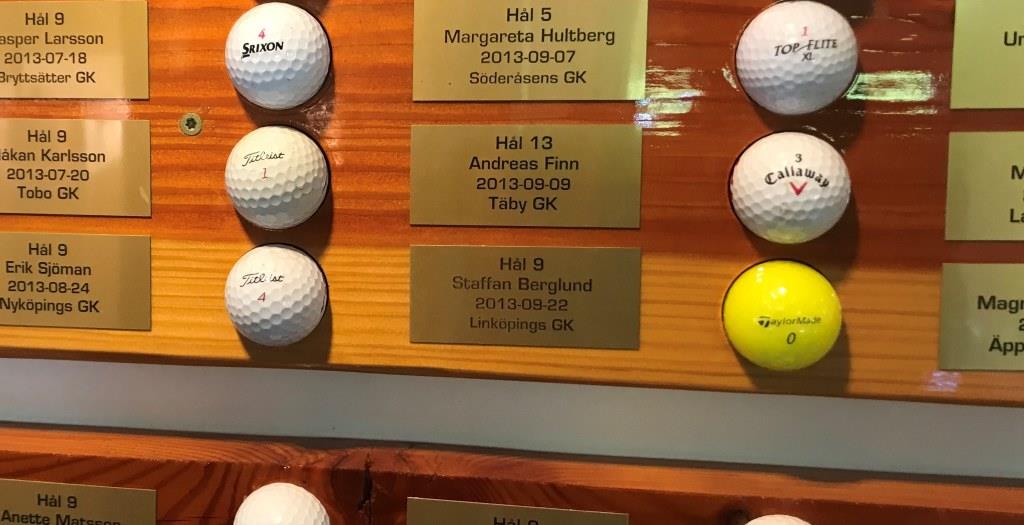 Hål 9
Larsson
2013-07-18
Bryttsätter GK
4
SRIXON
Hål 5
Margareta Hultberg
2013-09-07
Söderåsens GK
1
TOP FLITE
XL
Hål 9
Karlsson
2013-07-20
Tobo GK
Titleist
1
Hål 13
Andreas Finn
2013-09-09
Täby GK
3
Callaway
Hål 9
Erik Sjöman
2013-08-24
Nyköpings GK
Titleist
4
Hål 9
Staffan Berglund
2013-09-22
Linköpings GK
TaylorMade
0
Magn
2
Äpp
Hål 9
Anette
Hål 9